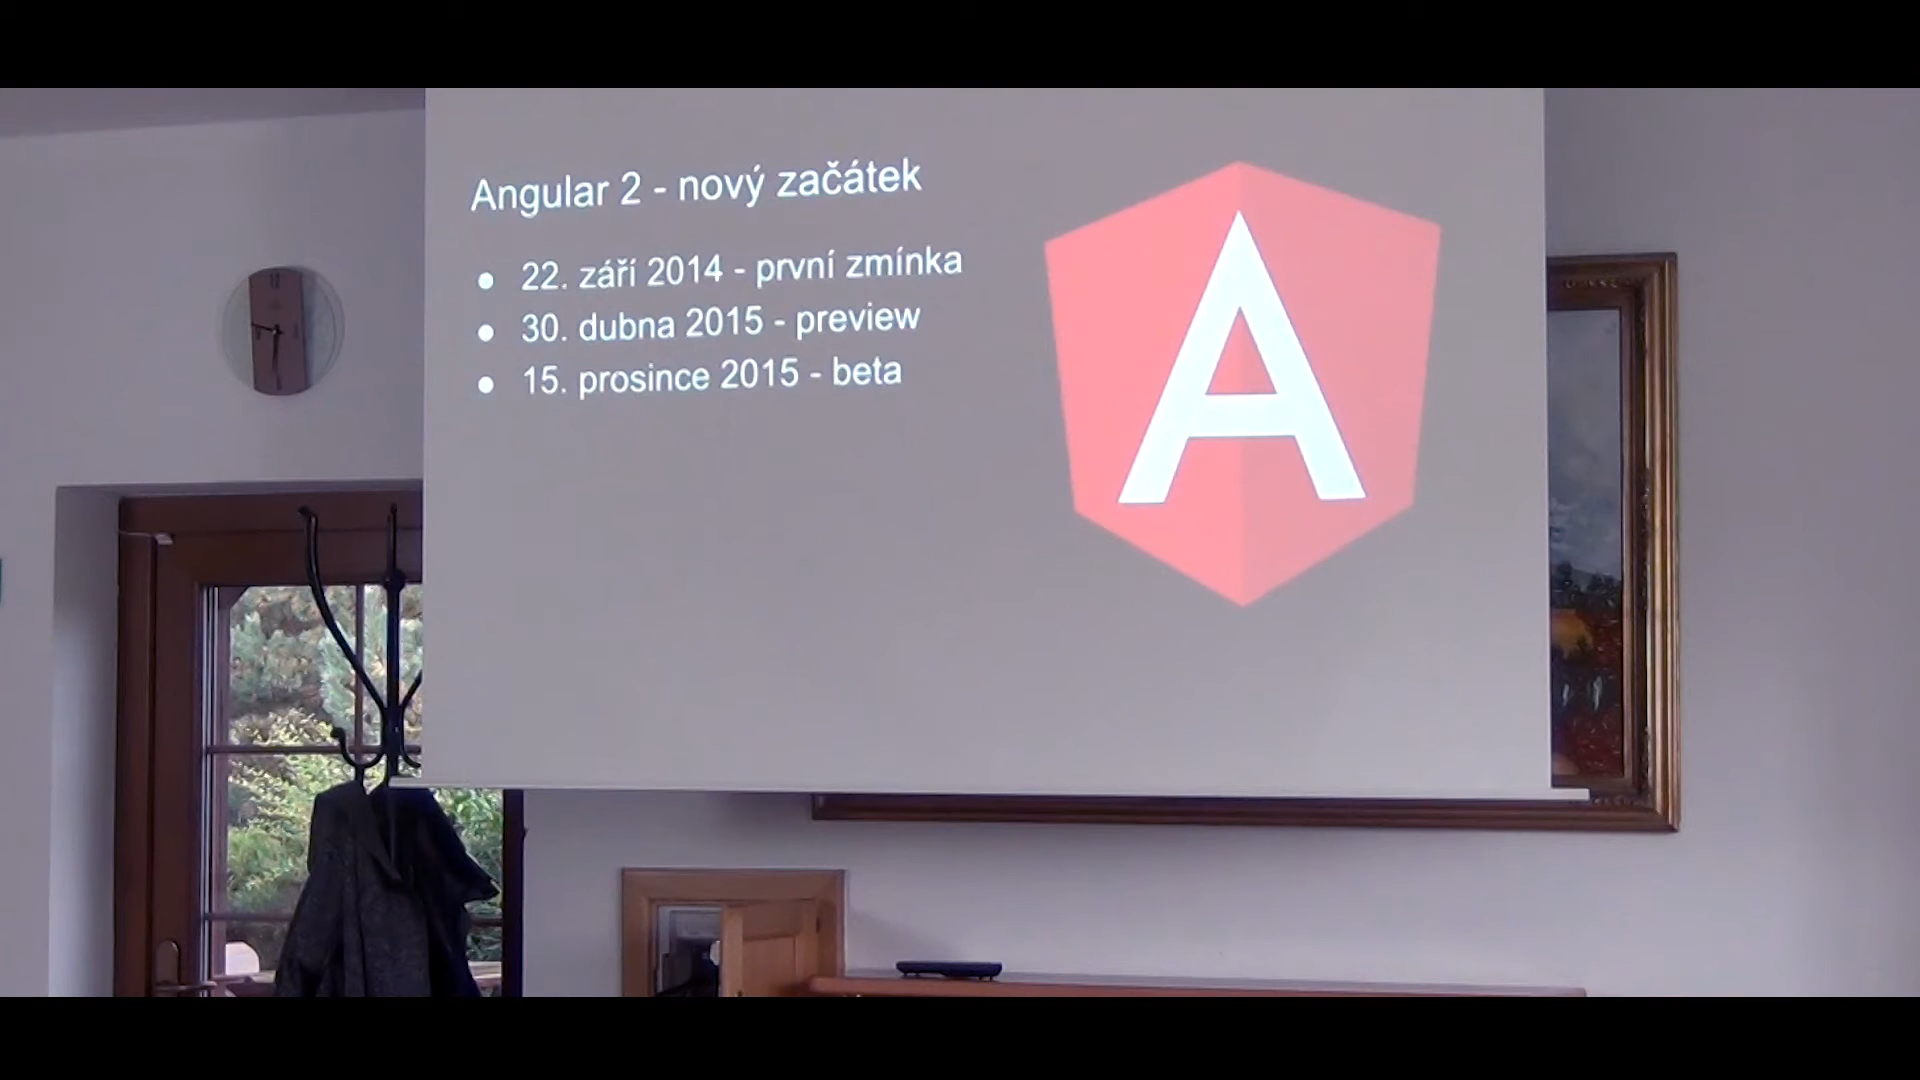 Angular 2 - nový začátek
● 22. září 2014 - první zmínka
● 30. dubna 2015 - preview
● 15. prosince 2015 - beta
A